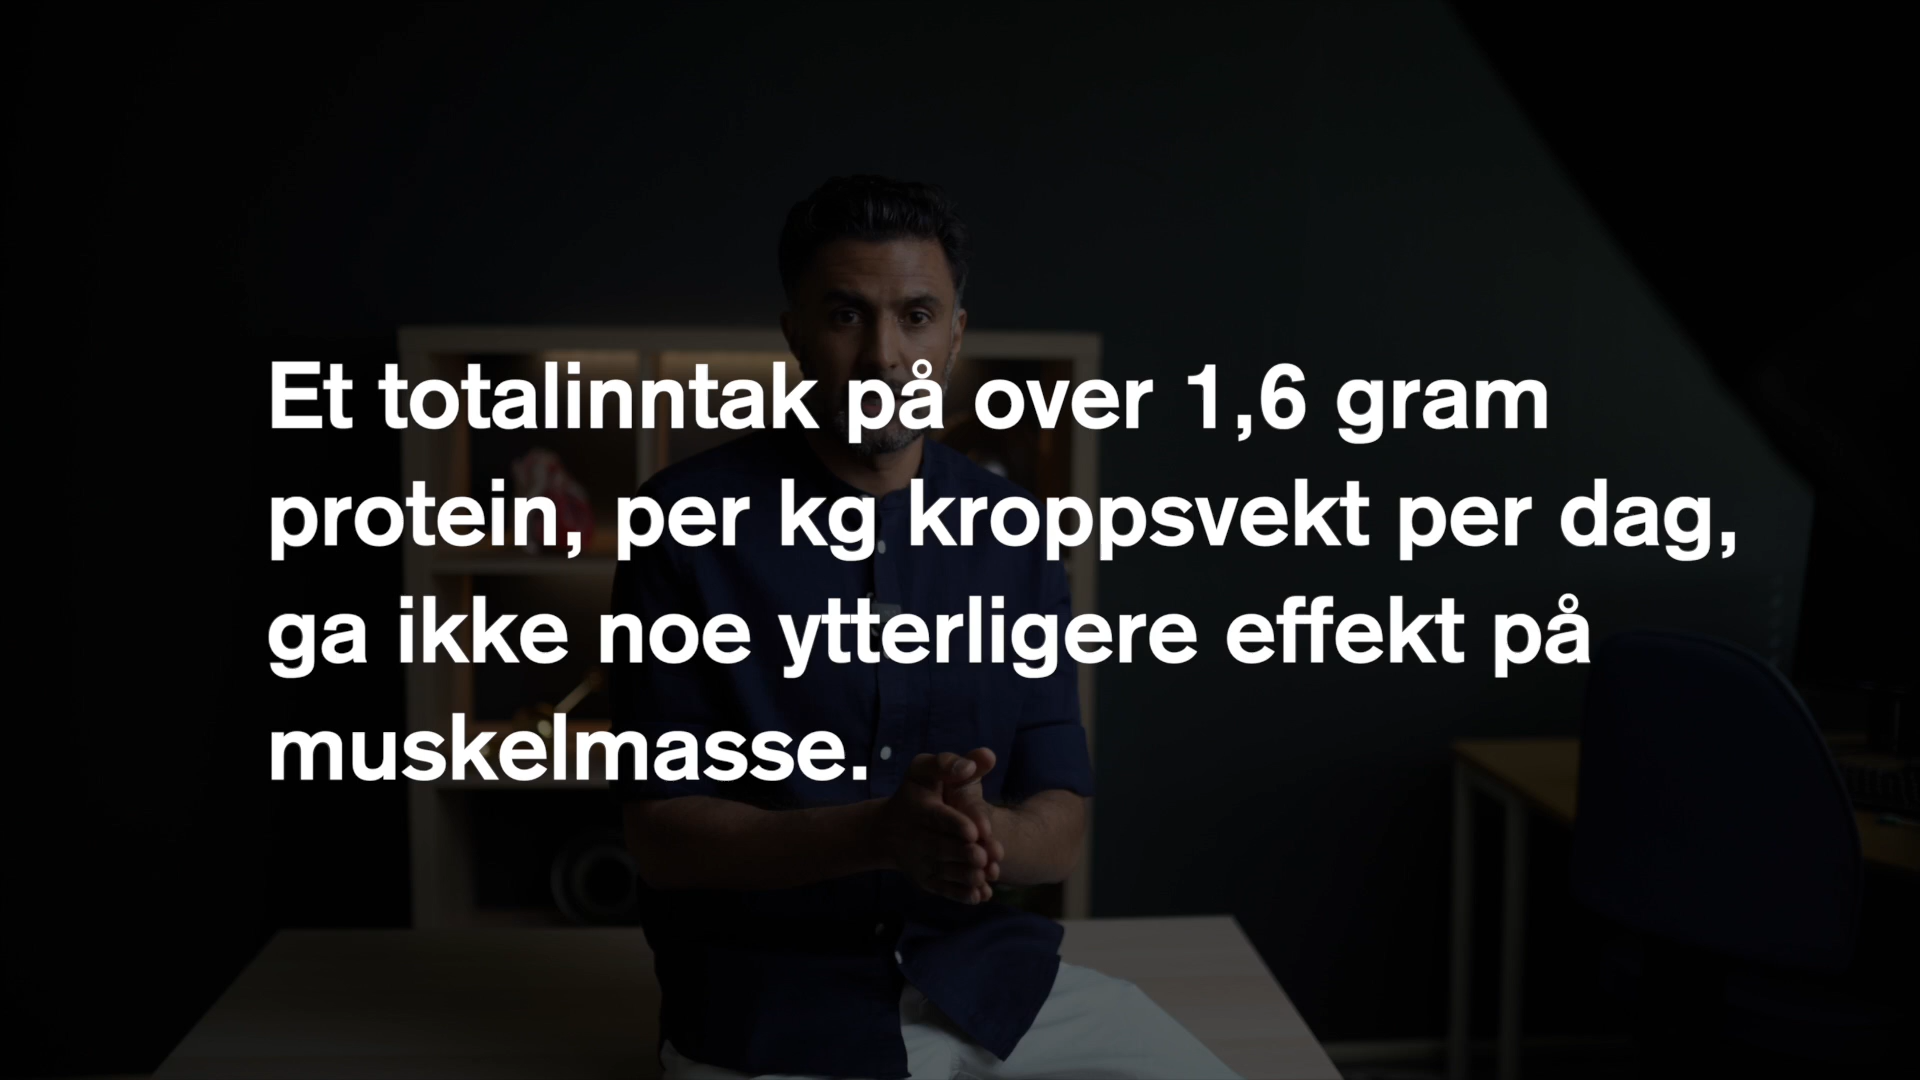 Et totalinntak på over 1,6 gram
protein, per kg kroppsvekt per dag,
ga ikke noe ytterligere effekt på
muskelmasse.